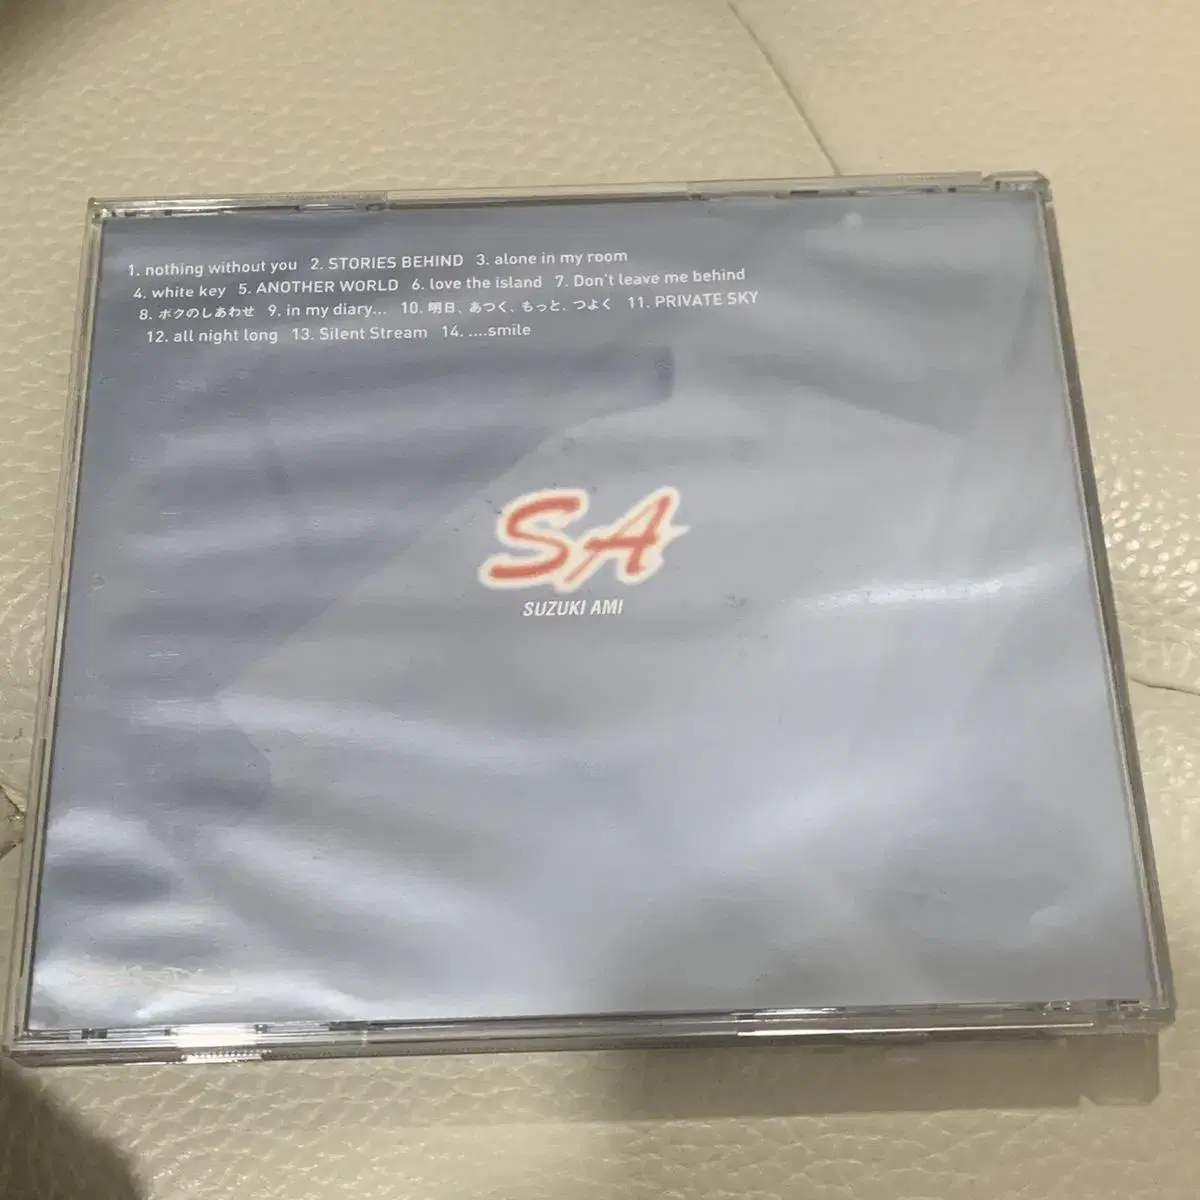 1. nothing without you 2. STORIES BEHIND 3. alone in my room
4. white key 5. ANOTHER WORLD 6. love the island 7. Don't leave me behind
8. ボクのしあわせ 9. in my diary... 10. 明日、あつく、もっと、つよく 11. PRIVATE SKY
12. all night long 13. Silent Stream 14. ....smile
SA
SUZUKI AMI